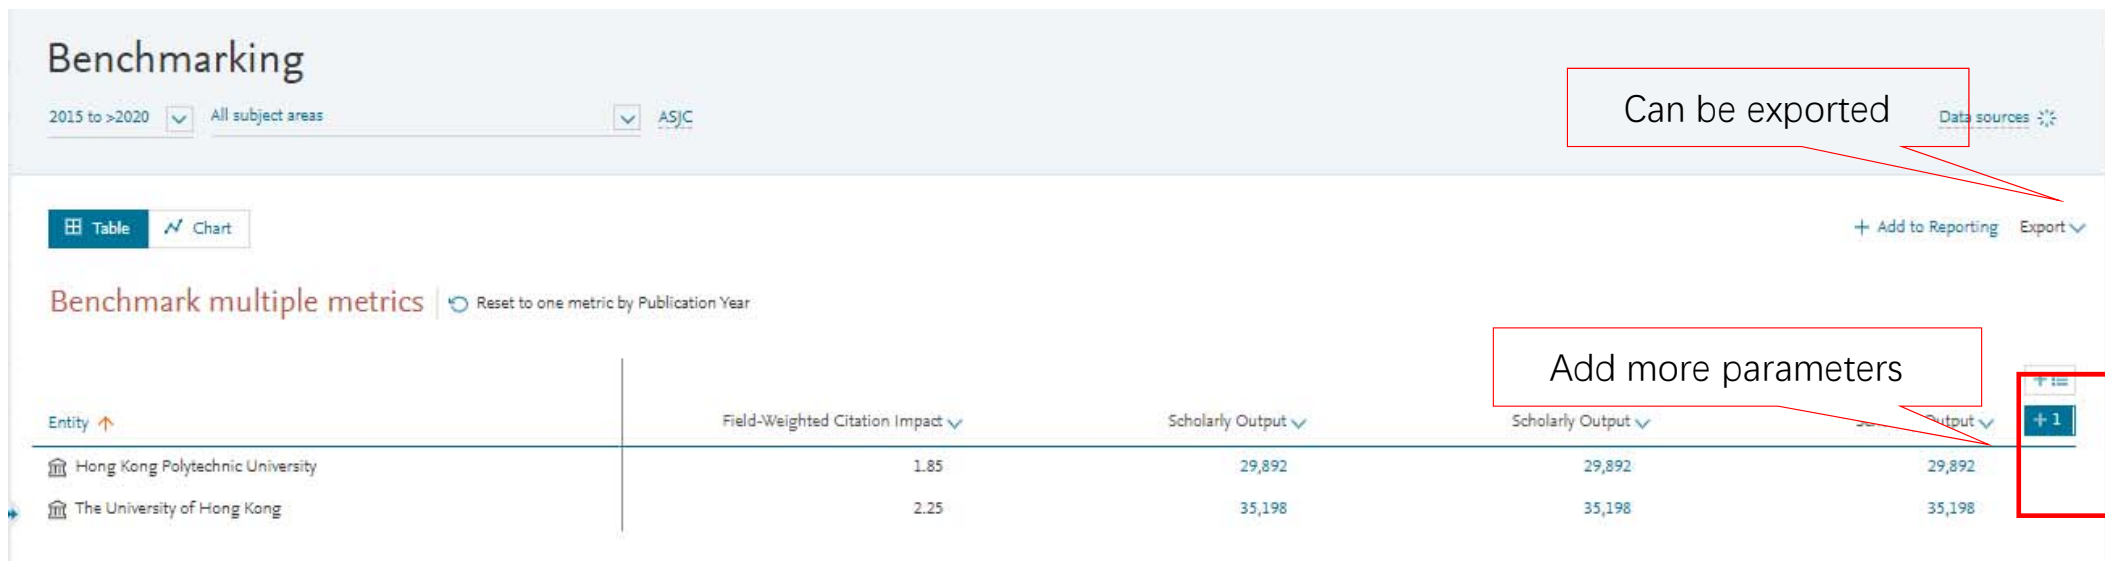 Benchmarking
2015 to >2020 All subject areas ASJC
Can be exported
Data sources
Table Chart
+ Add to Reporting Export
Benchmark multiple metrics Reset to one metric by Publication Year
Add more parameters
Entity Field-Weighted Citation Impact Scholarly Output Scholarly Output Output +1
Hong Kong Polytechnic University 1.85 29,892 29,892 29,892
The University of Hong Kong 2.25 35,198 35,198 35,198